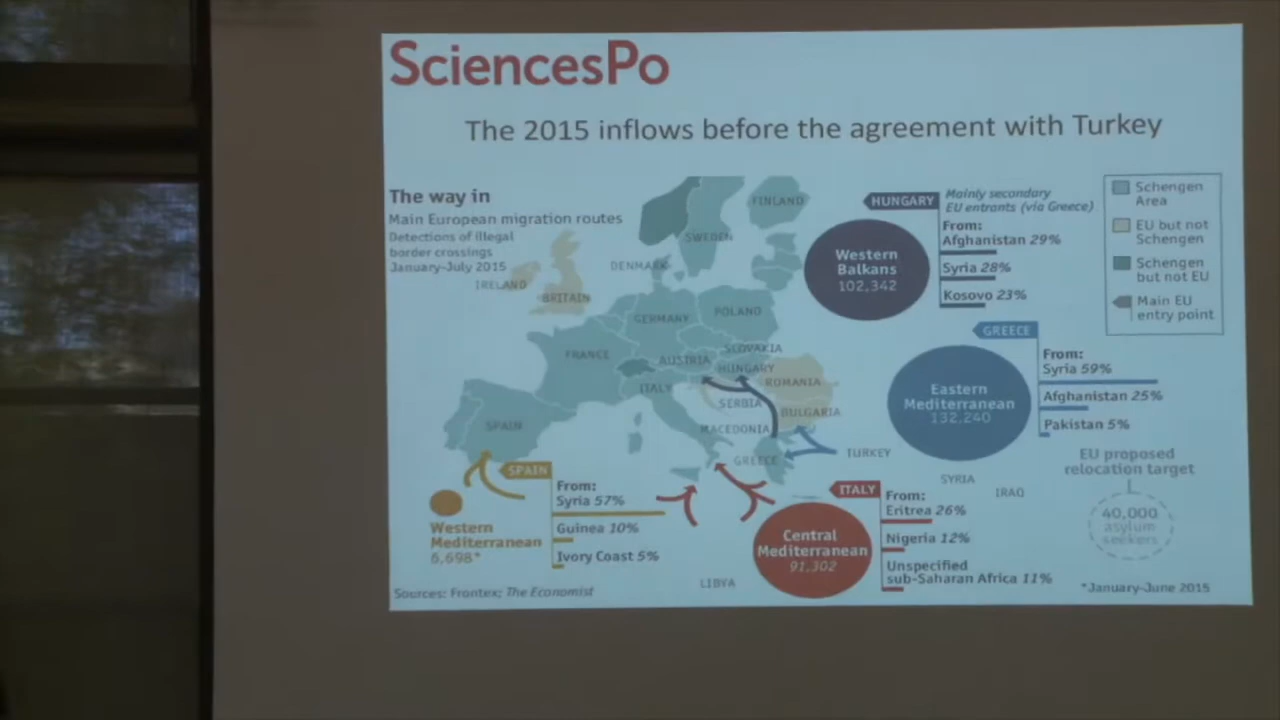 SciencesPo
The 2015 inflows before the agreement with Turkey
The way in
Main European migration routes
Detections of illegal
border crossings
January-July 2015
IRELAND
BRITAIN
DENMARK
SWEDEN
FINLAND
GERMANY
POLAND
FRANCE
AUSTRIA
SLOVAKIA
HUNGARY
ITALY
ROMANIA
SERBIA
BULGARIA
SPAIN
MACEDONIA
GREECE
TURKEY
SYRIA
IRAQ
LIBYA
HUNGARY
Mainly secondary
EU entrants (via Greece)
Western
Balkans
102,342
From:
Afghanistan 29%
Syria 28%
Kosovo 23%
Schengen
Area
EU but not
Schengen
Schengen
but not EU
Main EU
entry point
GREECE
Eastern
Mediterranean
132,240
From:
Syria 59%
Afghanistan 25%
Pakistan 5%
EU proposed
relocation target
40,000
asylum
seekers
SPAIN
Western
Mediterranean
6,698*
From:
Syria 57%
Guinea 10%
Ivory Coast 5%
ITALY
Central
Mediterranean
91,302
From:
Eritrea 26%
Nigeria 12%
Unspecified
sub-Saharan Africa 11%
Sources: Frontex; The Economist
*January-June 2015